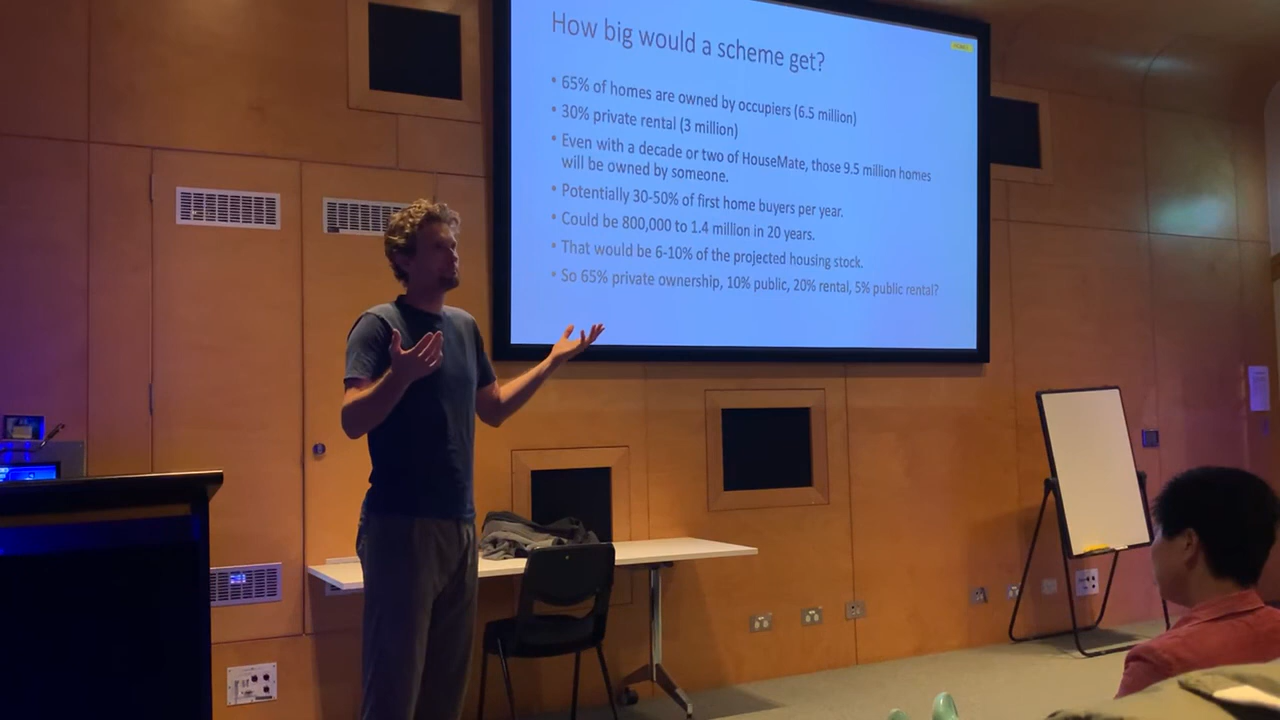 How big would a scheme get?
• 65% of homes are owned by occupiers (6.5 million)
• 30% private rental (3 million)
• Even with a decade or two of HouseMate, those 9.5 million homes
will be owned by someone.
• Potentially 30-50% of first home buyers per year.
• Could be 800,000 to 1.4 million in 20 years.
• That would be 6-10% of the projected housing stock.
• So 65% private ownership, 10% public, 20% rental, 5% public rental?